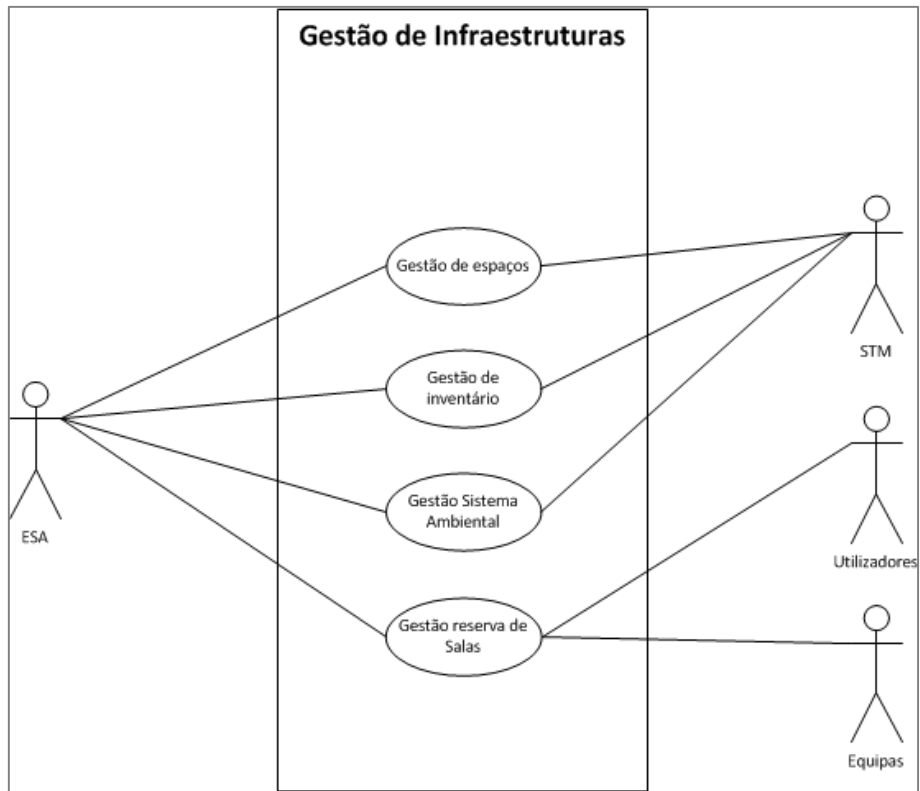 Gestão de Infraestruturas
Gestão de espaços
STM
Gestão de
inventário
ESA
Gestão Sistema
Ambiental
Utilizadores
Gestão reserva de
Salas
Equipas